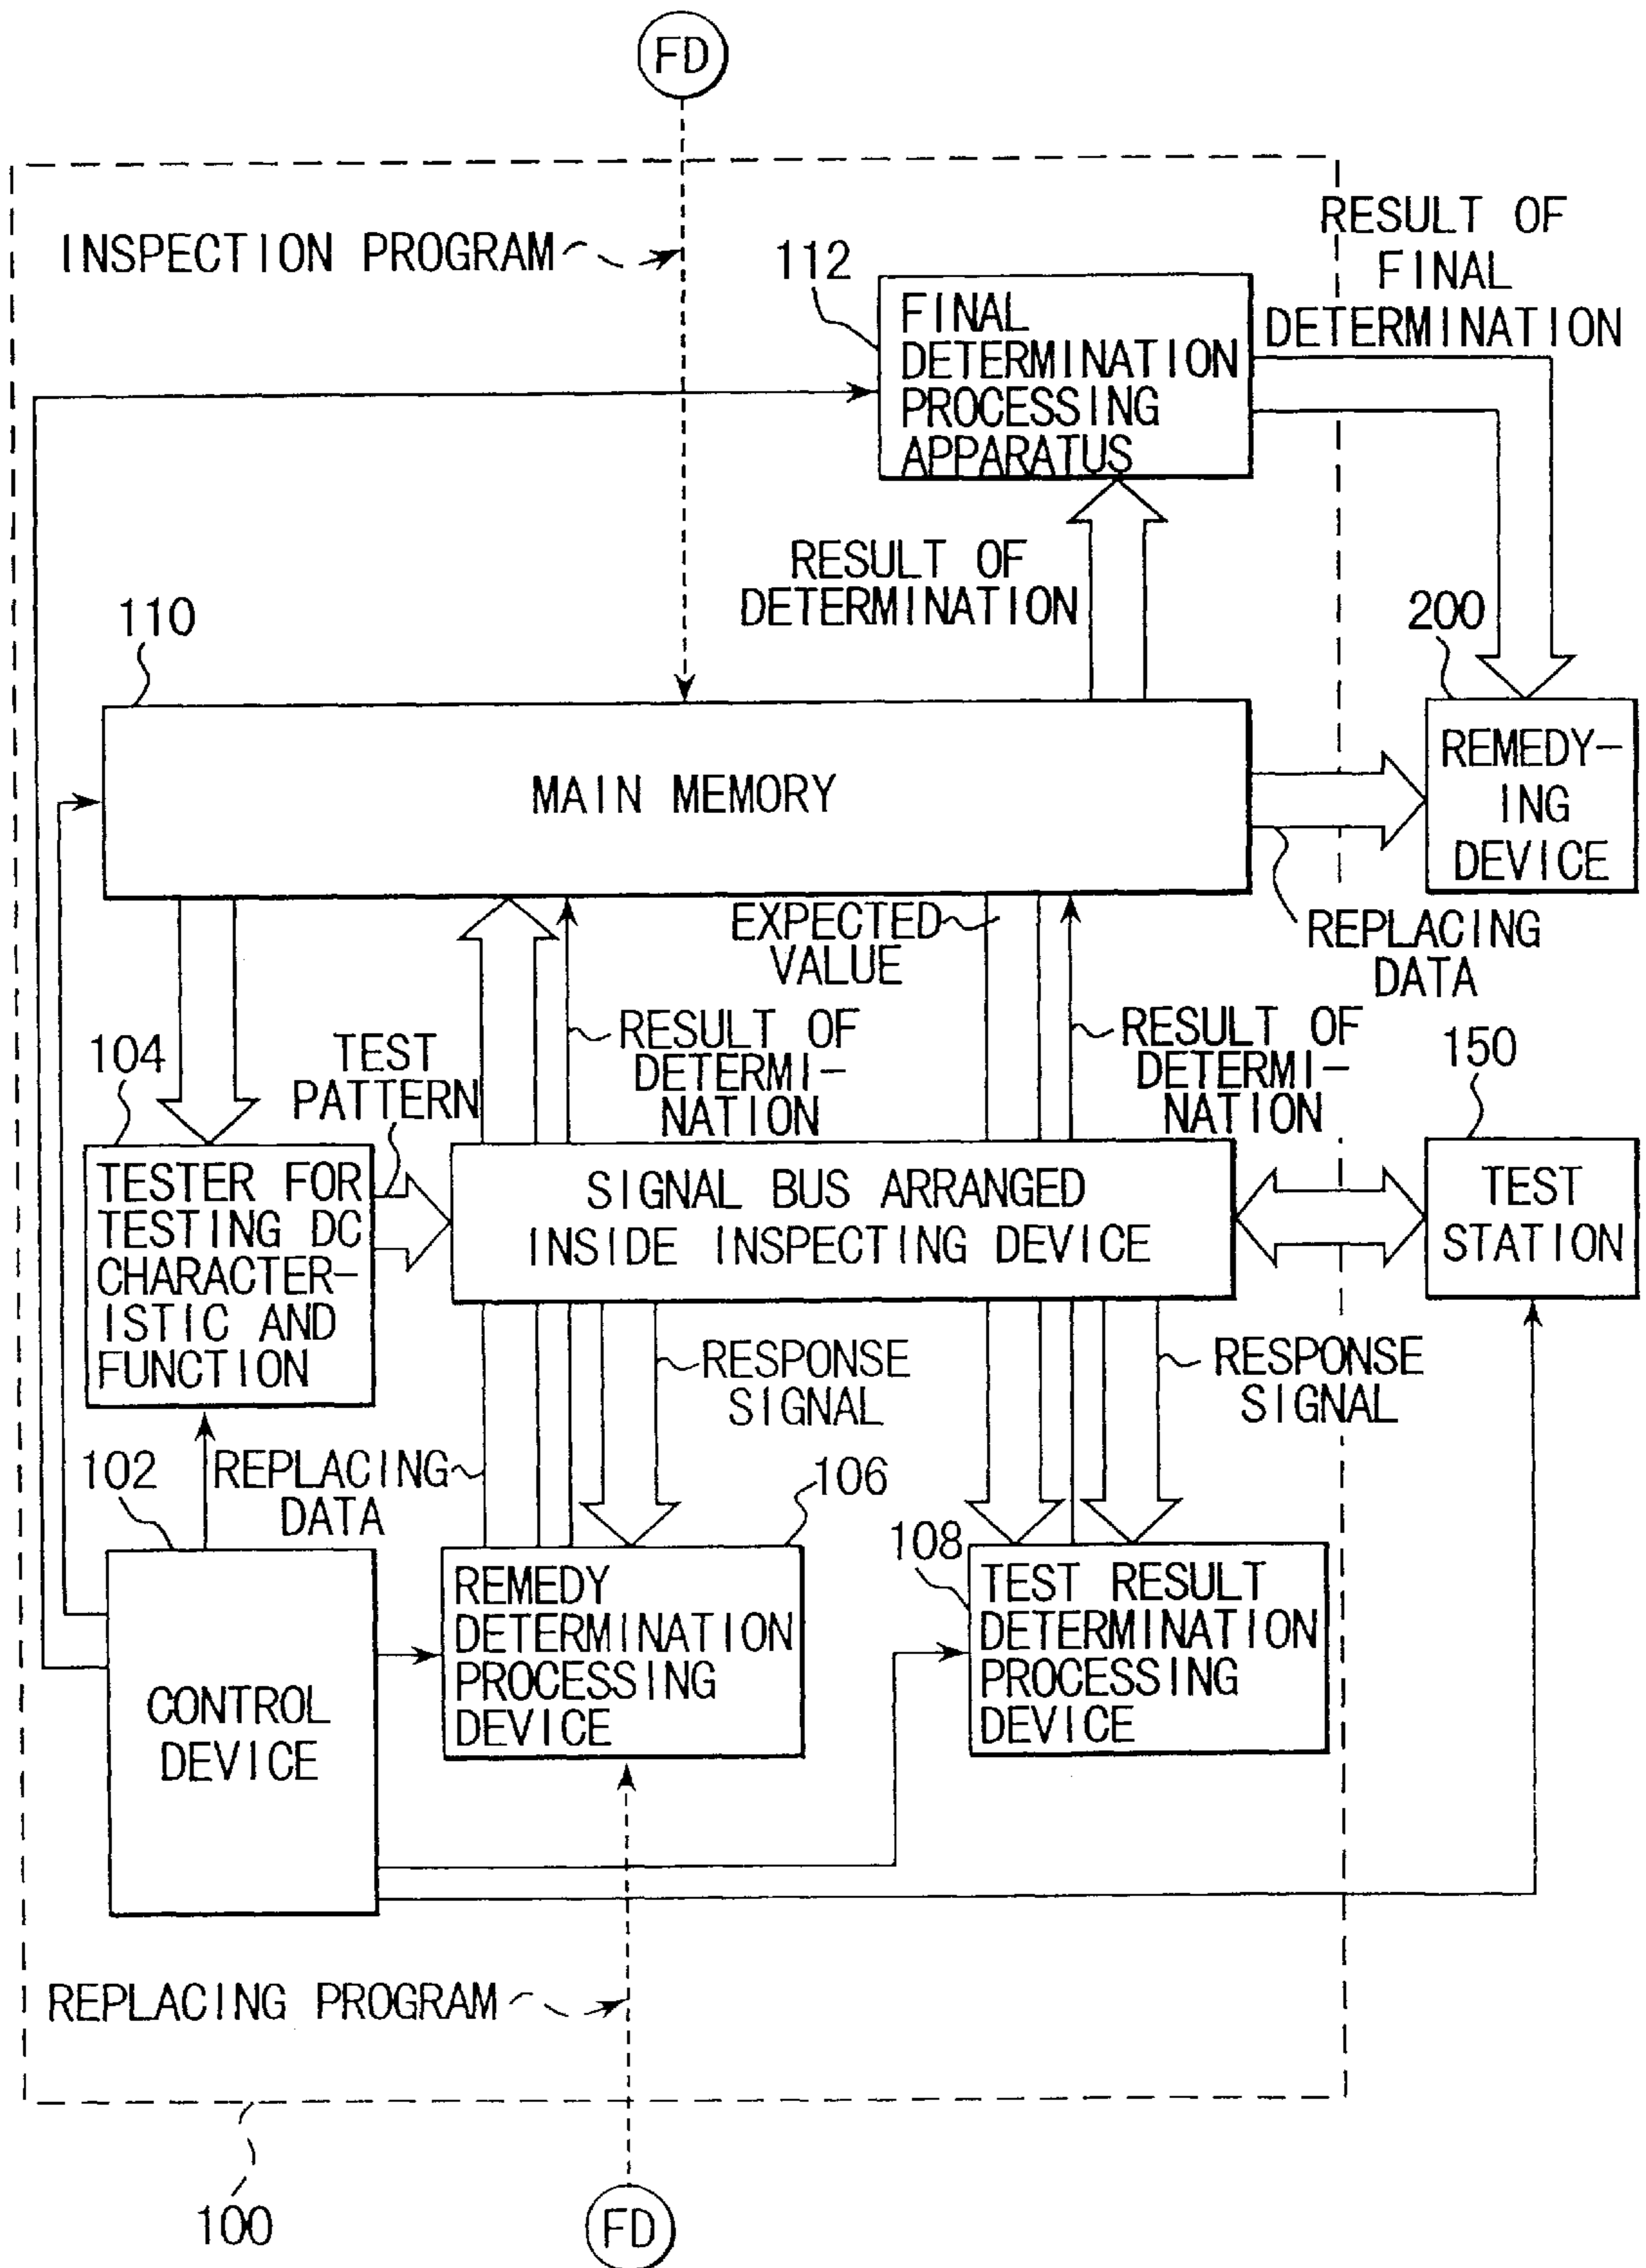 FD
INSPECTION PROGRAM
112
FINAL
DETERMINATION
PROCESSING
APPARATUS
RESULT OF
FINAL
DETERMINATION
RESULT OF
DETERMINATION
110
200
MAIN MEMORY
REMEDY-
ING
DEVICE
EXPECTED
VALUE
REPLACING
DATA
104
TEST
PATTERN
RESULT OF
DETERMI-
NATION
RESULT OF
DETERMI-
NATION
150
TESTER FOR
TESTING DC
CHARACTER-
ISTIC AND
FUNCTION
SIGNAL BUS ARRANGED
INSIDE INSPECTING DEVICE
TEST
STATION
RESPONSE
SIGNAL
RESPONSE
SIGNAL
102
REPLACING
DATA
106
108
CONTROL
DEVICE
REMEDY
DETERMINATION
PROCESSING
DEVICE
TEST RESULT
DETERMINATION
PROCESSING
DEVICE
REPLACING PROGRAM
100
FD